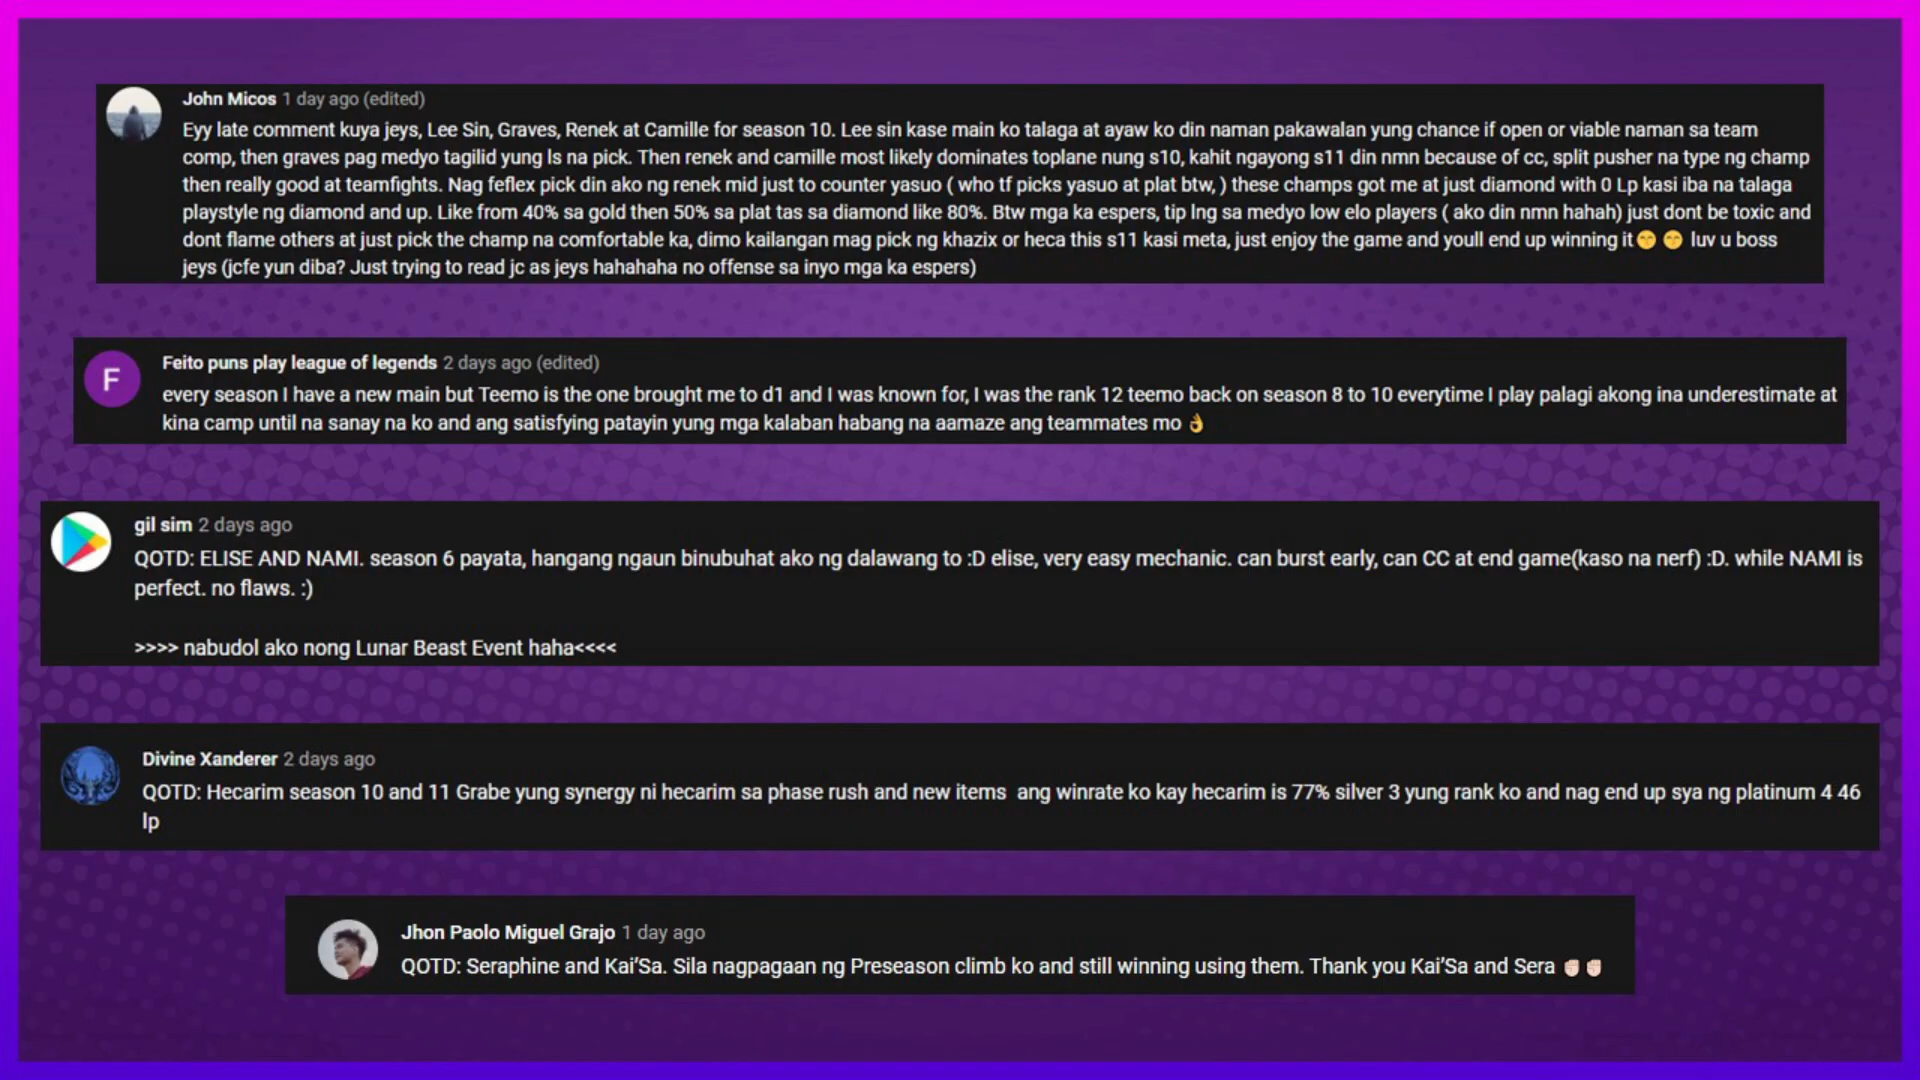 John Micos 1 day ago (edited)
Eyy late comment kuya jeys, Lee Sin, Graves, Renek at Camille for season 10. Lee sin kase main ko talaga at ayaw ko din naman pakawalan yung chance if open or viable naman sa team
comp, then graves pag medyo tagilid yung ls na pick. Then renek and camille most likely dominates toplane nung s10, kahit ngayong s11 din nmn because of cc, split pusher na type ng champ
then really good at teamfights. Nag feflex pick din ako ng renek mid just to counter yasuo ( who tf picks yasuo at plat btw, ) these champs got me at just diamond with 0 Lp kasi iba na talaga
playstyle ng diamond and up. Like from 40% sa gold then 50% sa plat tas sa diamond like 80%. Btw mga ka espers, tip lng sa medyo low elo players ( ako din nmn hahah) just dont be toxic and
dont flame others at just pick the champ na comfortable ka, dimo kailangan mag pick ng khazix or heca this s11 kasi meta, just enjoy the game and youll end up winning it😁 😁 luv u boss
jeys (jcfe yun diba? Just trying to read jc as jeys hahahaha no offense sa inyo mga ka espers)
F
Feito puns play league of legends 2 days ago (edited)
every season I have a new main but Teemo is the one brought me to d1 and I was known for, I was the rank 12 teemo back on season 8 to 10 everytime I play palagi akong ina underestimate at
kina camp until na sanay na ko and ang satisfying patayin yung mga kalaban habang na aamaze ang teammates mo 👌
gil sim 2 days ago
QOTD: ELISE AND NAMI. season 6 payata, hangang ngaun binubuhat ako ng dalawang to :D elise, very easy mechanic. can burst early, can CC at end game(kaso na nerf) :D. while NAMI is
perfect. no flaws. :)
>>>> nabudol ako nong Lunar Beast Event haha<<<<
Divine Xanderer 2 days ago
QOTD: Hecarim season 10 and 11 Grabe yung synergy ni hecarim sa phase rush and new items ang winrate ko kay hecarim is 77% silver 3 yung rank ko and nag end up sya ng platinum 4 46
lp
Jhon Paolo Miguel Grajo 1 day ago
QOTD: Seraphine and Kai'Sa. Sila nagpagaan ng Preseason climb ko and still winning using them. Thank you Kai'Sa and Sera ✊🏻✊🏻